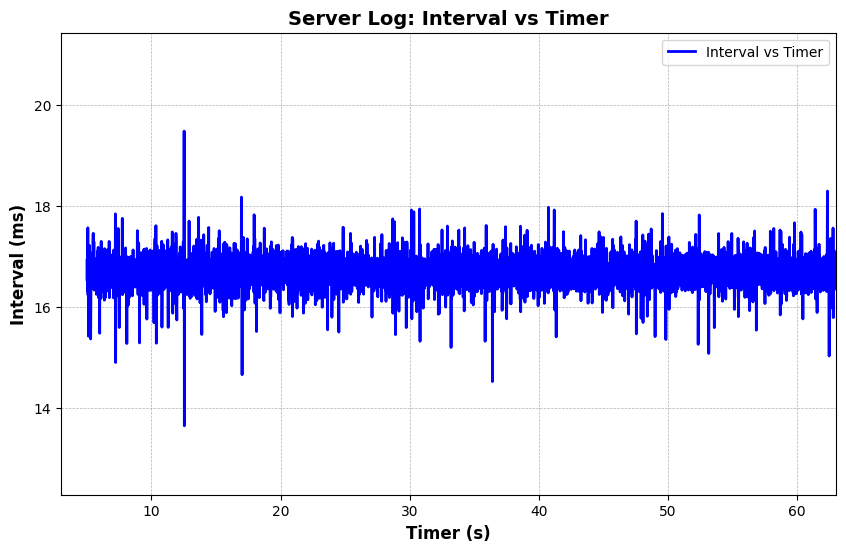 Server Log: Interval vs Timer
Interval vs Timer
Interval (ms)
20
18
16
14
10 20 30 40 50 60
Timer (s)